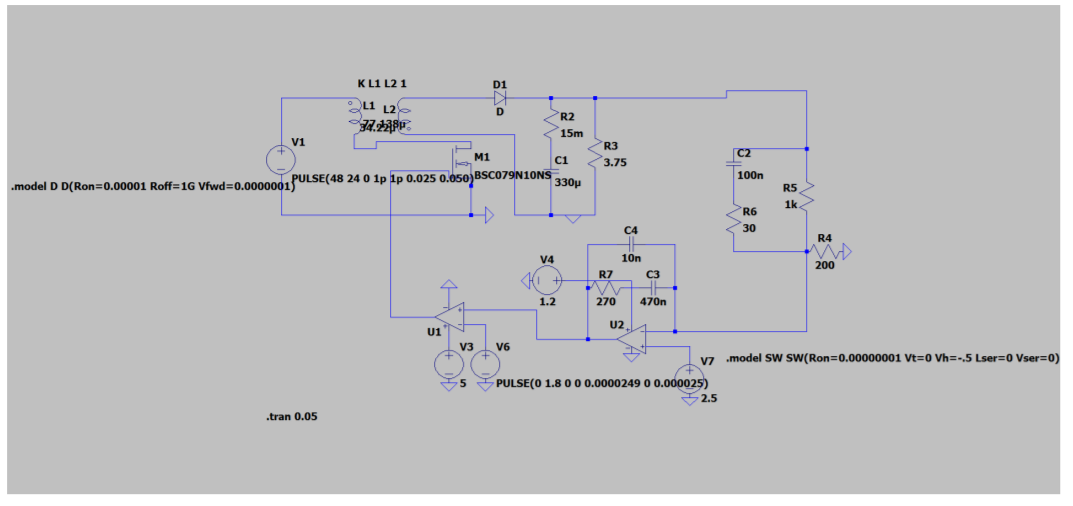 K L1 L2 1
D1
D
L1
L2
77.138µ
34.22µ
R2
15m
C1
330µ
R3
3.75
V1
PULSE(48 24 0 1p 1p 0.025 0.050)
M1
BSC079N10NS
.model D D(Ron=0.00001 Roff=1G Vfwd=0.0000001)
C2
100n
R5
1k
R6
30
R4
200
C4
10n
V4
1.2
R7
270
C3
470n
U1
U2
V3
5
V6
PULSE(0 1.8 0 0 0.0000249 0 0.000025)
V7
2.5
.model SW SW(Ron=0.00000001 Vt=0 Vh=-.5 Lser=0 Vser=0)
.tran 0.05